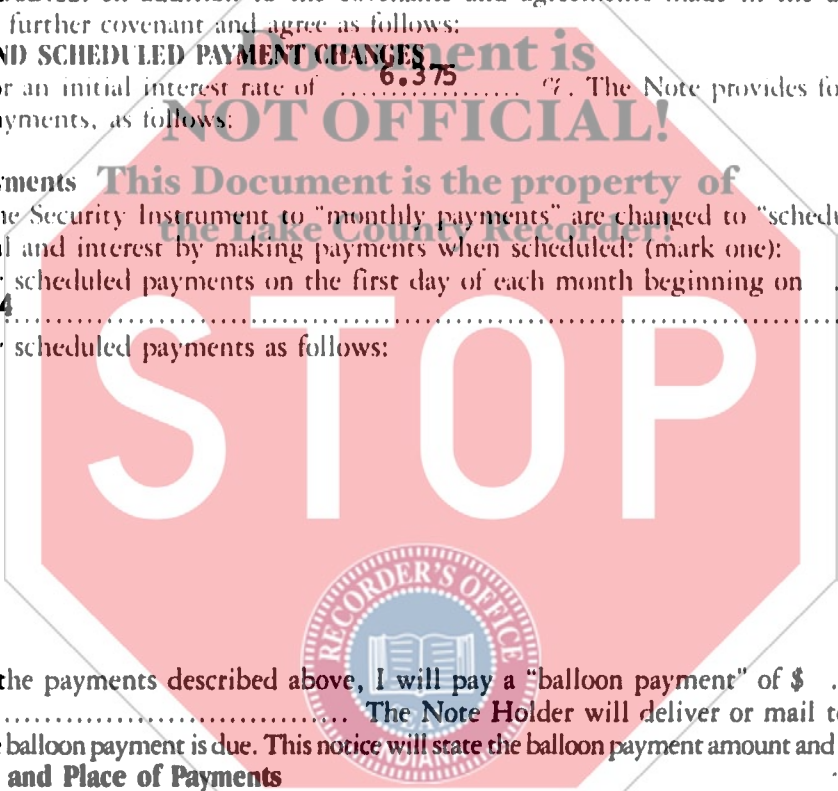 further covenant and agree as follows:
Document is
ND SCHEDULED PAYMENT CHANGES
r an initial interest rate of .................. %. The Note provides fo
6.375
NOT OFFICIAL!
ayments, as follows:
This Document is the property of
yments
the Lake County Recorder!
ne Security Instrument to "monthly payments" are changed to "schedu
l and interest by making payments when scheduled: (mark one):
r scheduled payments on the first day of each month beginning on
4
r scheduled payments as follows:
STOP
RECORDER'S OFFICE
INDIANA
the payments described above, I will pay a "balloon payment" of $
The Note Holder will deliver or mail to
e balloon payment is due. This notice will state the balloon payment amount and
and Place of Payments